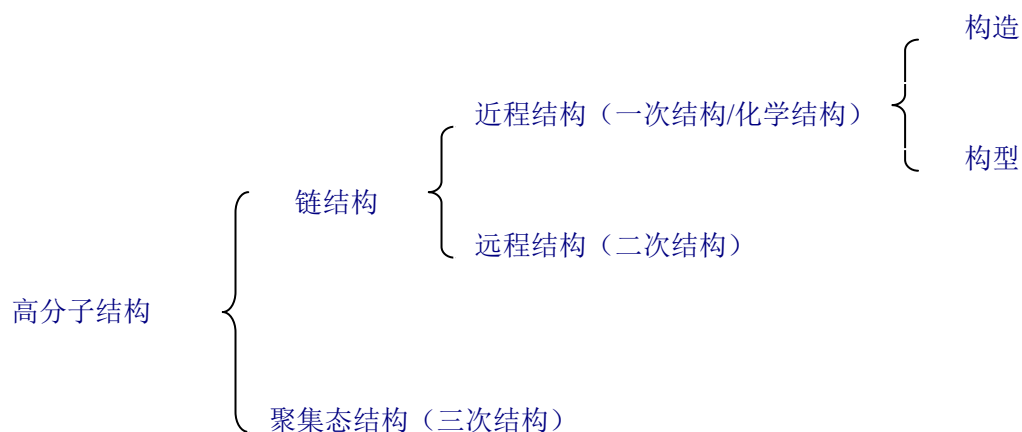 构造
近程结构（一次结构/化学结构）
构型
链结构
远程结构（二次结构）
高分子结构
聚集态结构（三次结构）